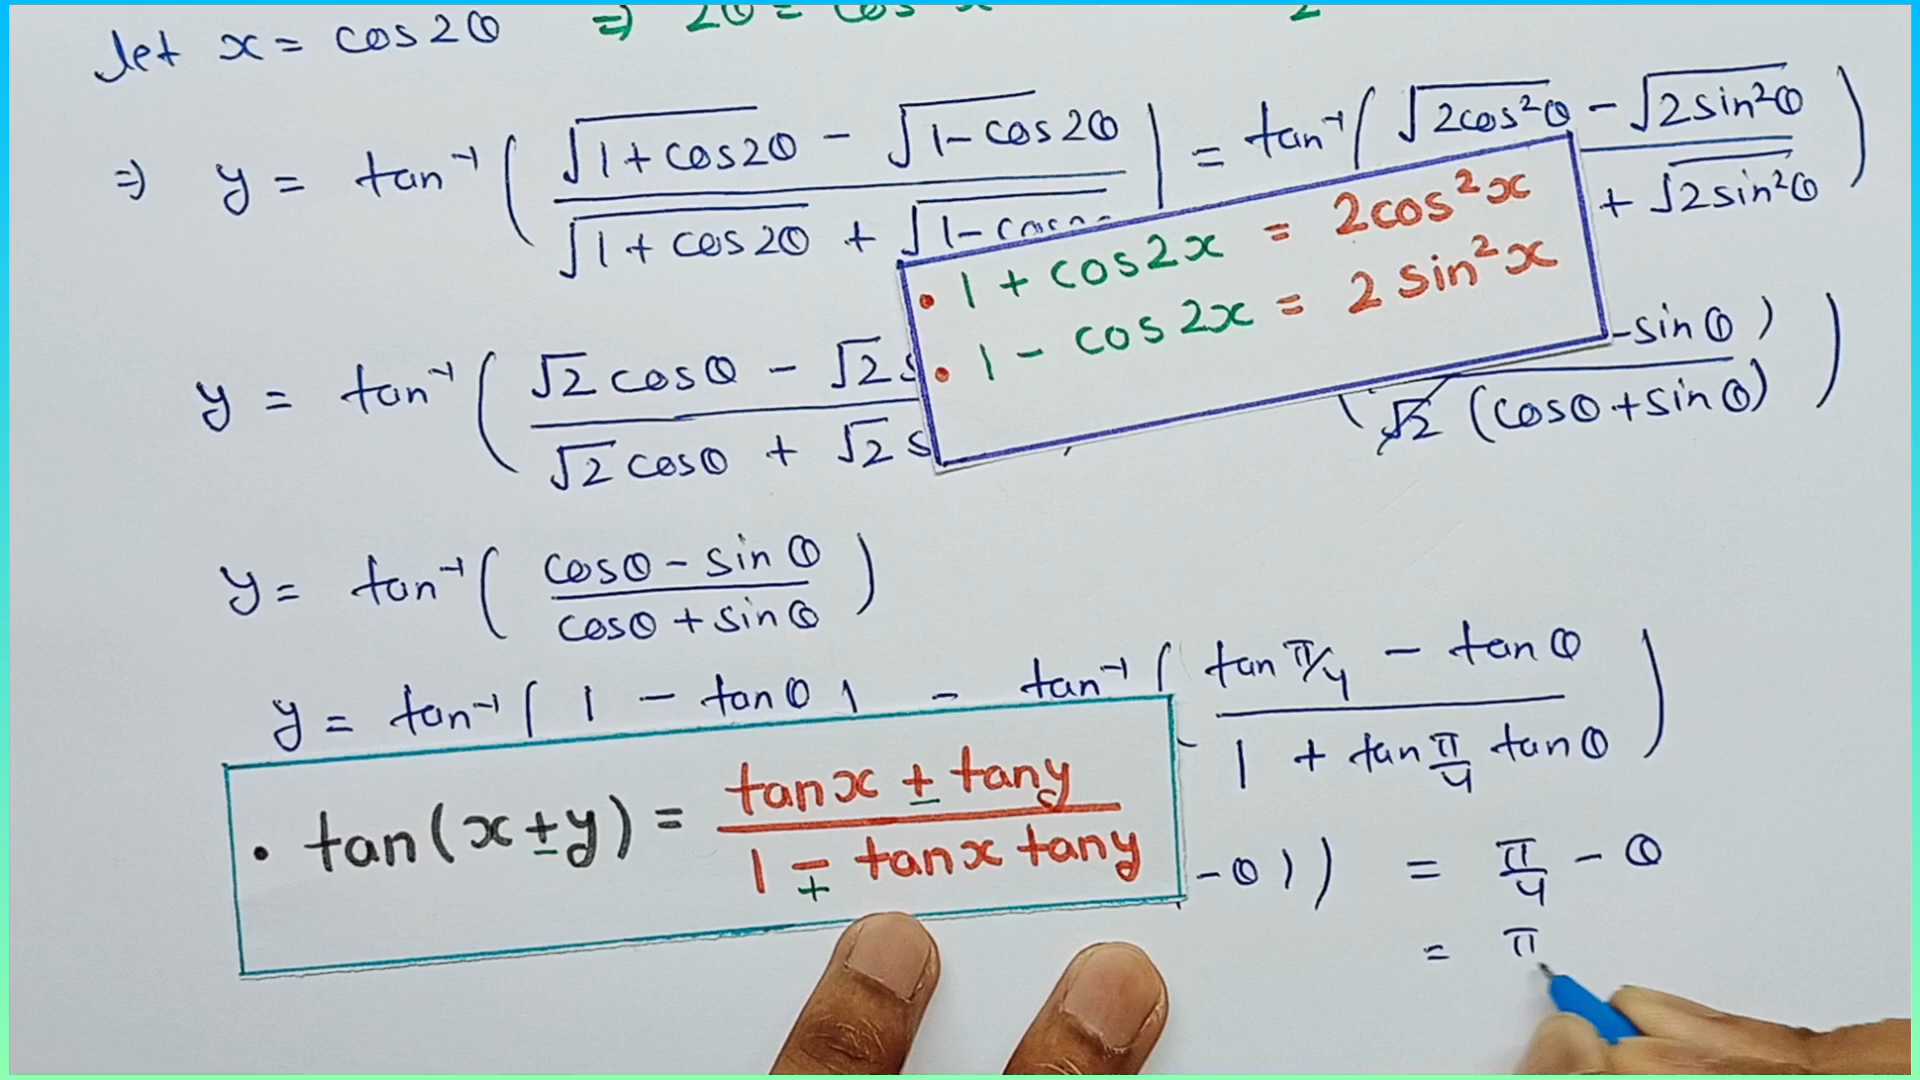 let x = cos2θ ⇒ 2θ = cos x 2
⇒ y = tan⁻¹( (√1+cos2θ − √1−cos2θ) / (√1+cos2θ + √1−cos ) ) = tan⁻¹( √2cos²θ − √2sin²θ / + √2sin²θ )
• 1 + cos2x = 2cos²x
• 1 − cos2x = 2sin²x
y = tan⁻¹( (√2 cosθ − √2 s) / (√2 cosθ + √2 s) −sinθ) / √2 (cosθ+sinθ) )
y = tan⁻¹( (cosθ − sinθ) / (cosθ + sinθ) )
y = tan⁻¹( 1 − tanθ = tan⁻¹( (tan π/4 − tanθ) / (1 + tan π/4 tanθ) )
• tan(x±y) = (tanx ± tany) / (1 ∓ tanx tany)
−θ)) = π/4 − θ
= π